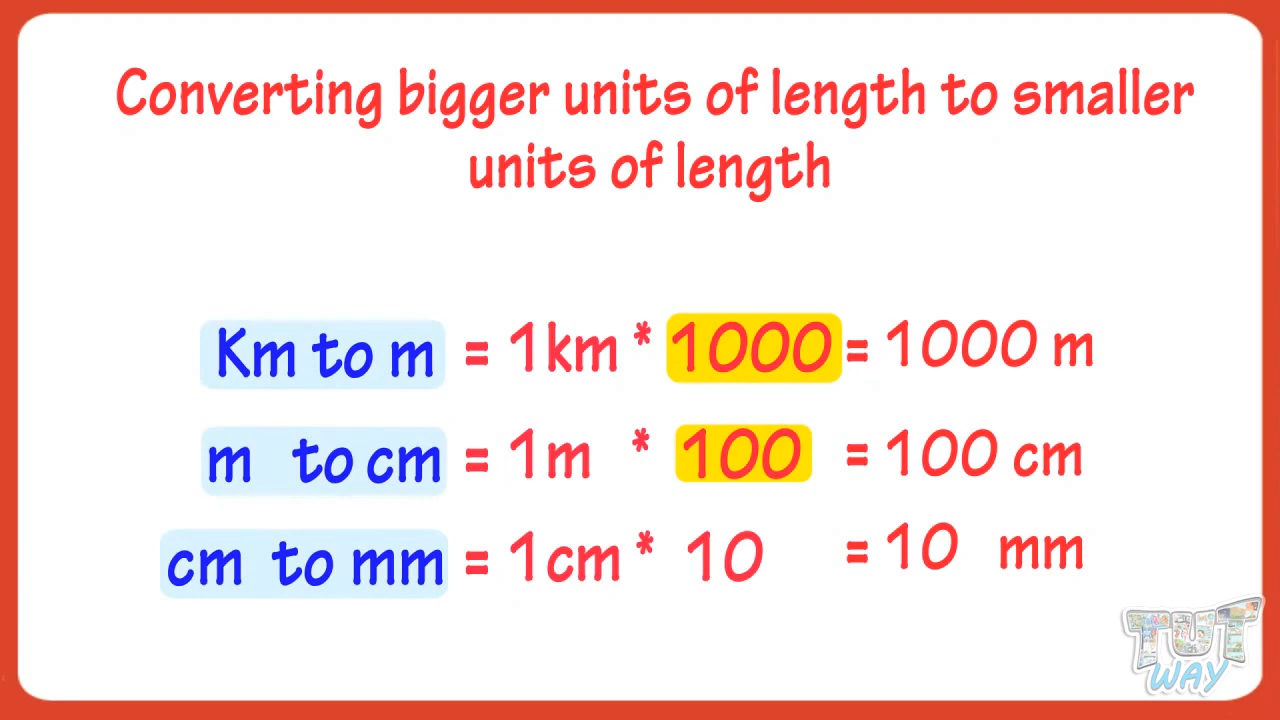 Converting bigger units of length to smaller
units of length
Km to m = 1km * 1000 = 1000 m
m to cm = 1m * 100 = 100 cm
cm to mm = 1cm * 10 = 10 mm
TUT
WAY